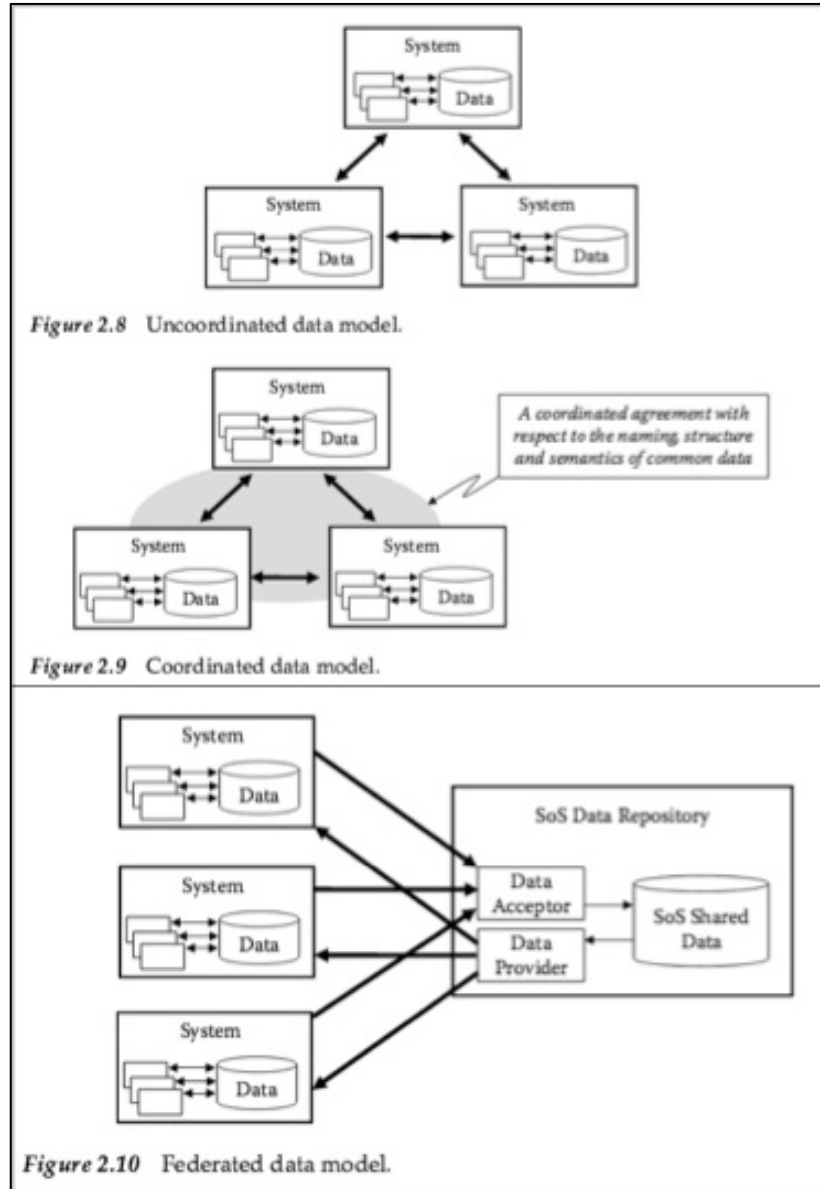 System
Data
System
Data
System
Data
Figure 2.8 Uncoordinated data model.
System
Data
A coordinated agreement with
respect to the naming, structure
and semantics of common data
System
Data
System
Data
Figure 2.9 Coordinated data model.
System
Data
System
Data
System
Data
SoS Data Repository
Data
Acceptor
Data
Provider
SoS Shared
Data
Figure 2.10 Federated data model.